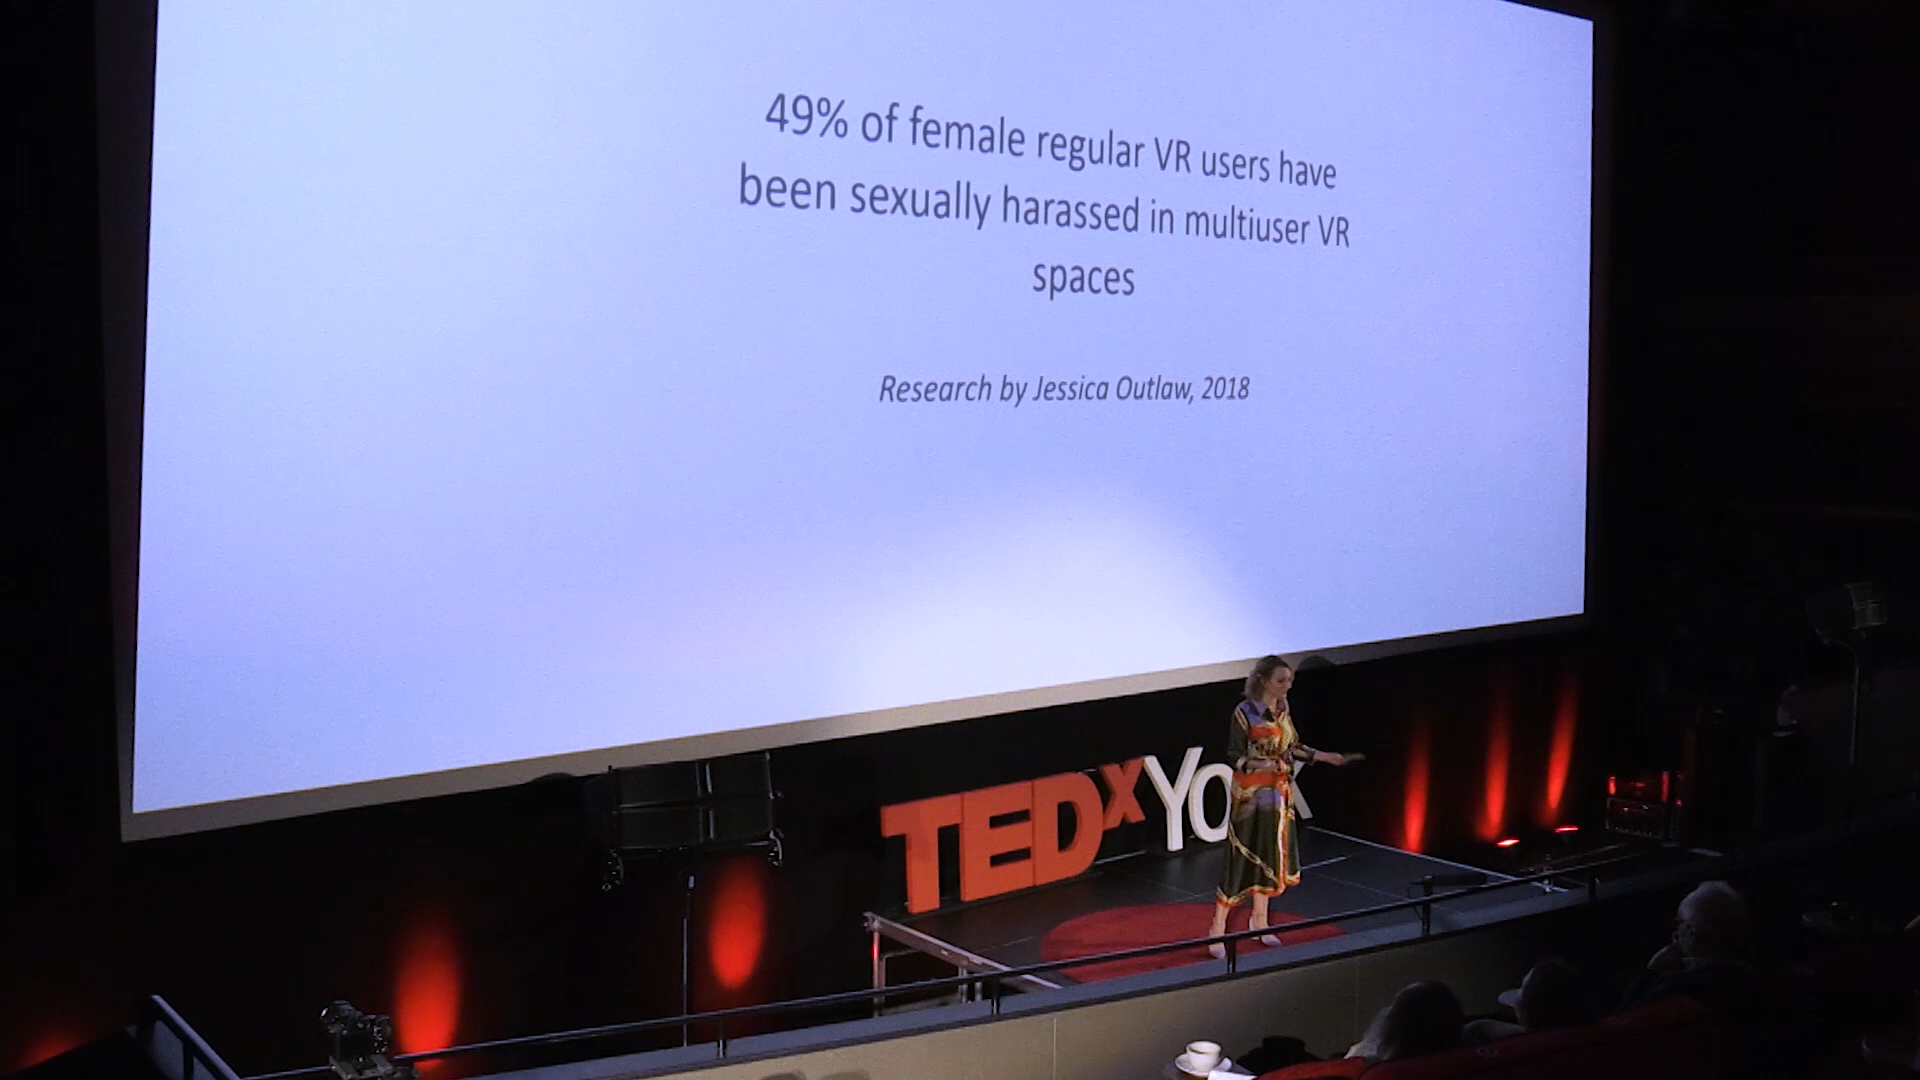 49% of female regular VR users have
been sexually harassed in multiuser VR
spaces
Research by Jessica Outlaw, 2018
TEDxYork